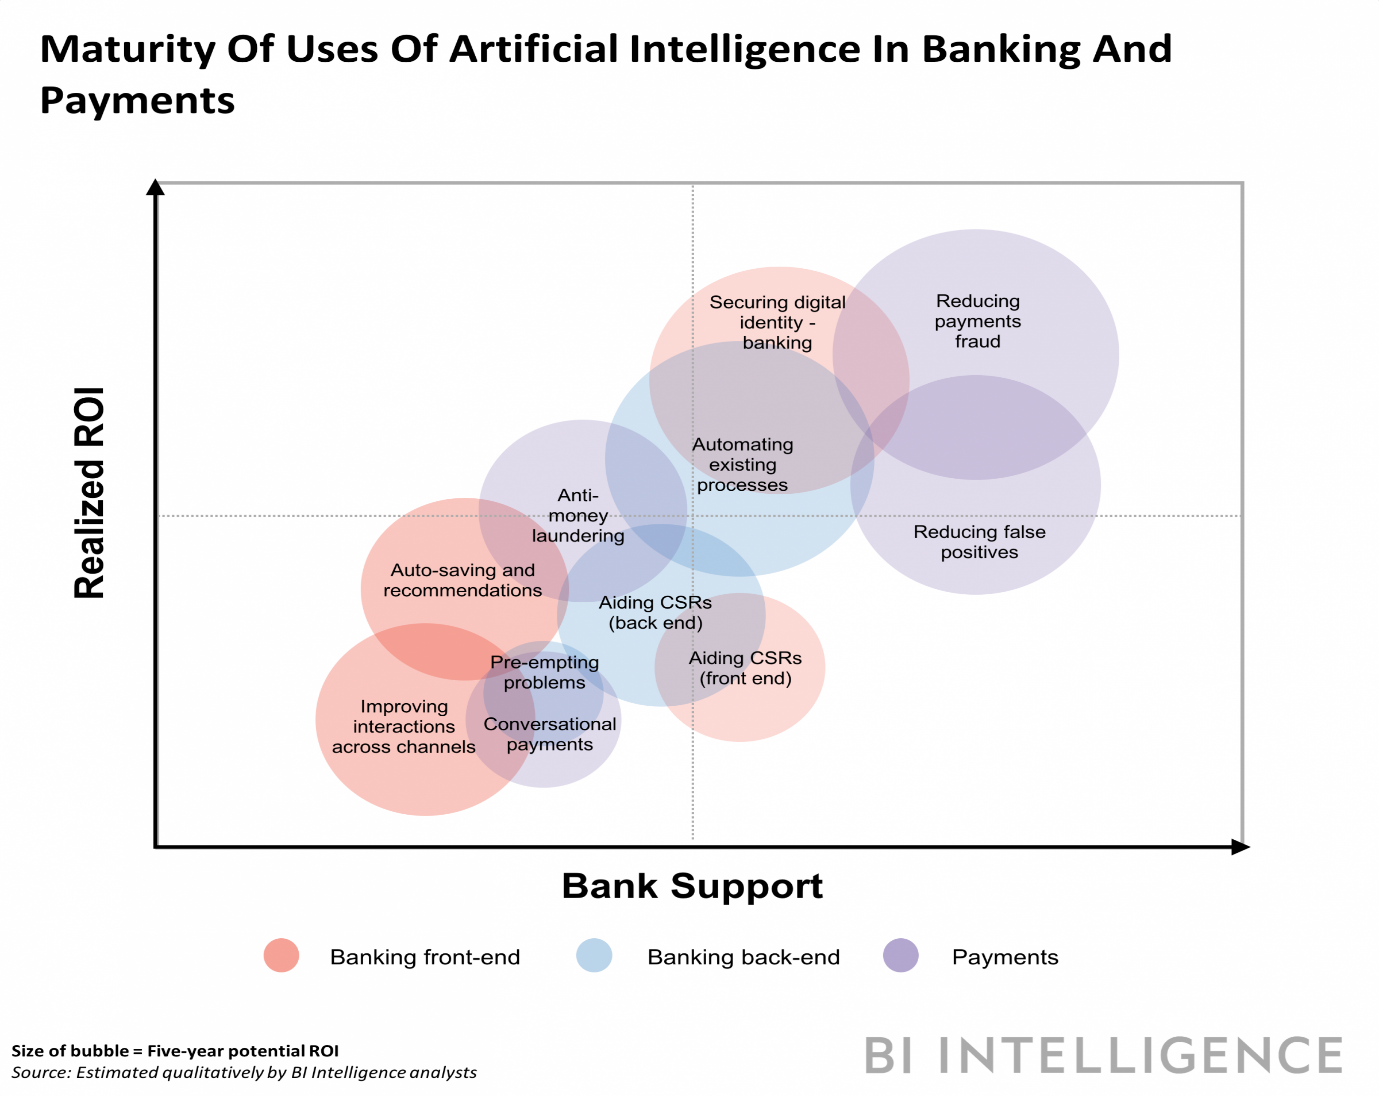 Maturity Of Uses Of Artificial Intelligence In Banking And
Payments
Realized ROI
Securing digital
identity -
banking
Reducing
payments
fraud
Automating
existing
processes
Anti-
money
laundering
Reducing false
positives
Auto-saving and
recommendations
Aiding CSRs
(back end)
Aiding CSRs
(front end)
Pre-empting
problems
Improving
interactions
across channels
Conversational
payments
Bank Support
Banking front-end
Banking back-end
Payments
Size of bubble = Five-year potential ROI
Source: Estimated qualitatively by BI Intelligence analysts
BI INTELLIGENCE